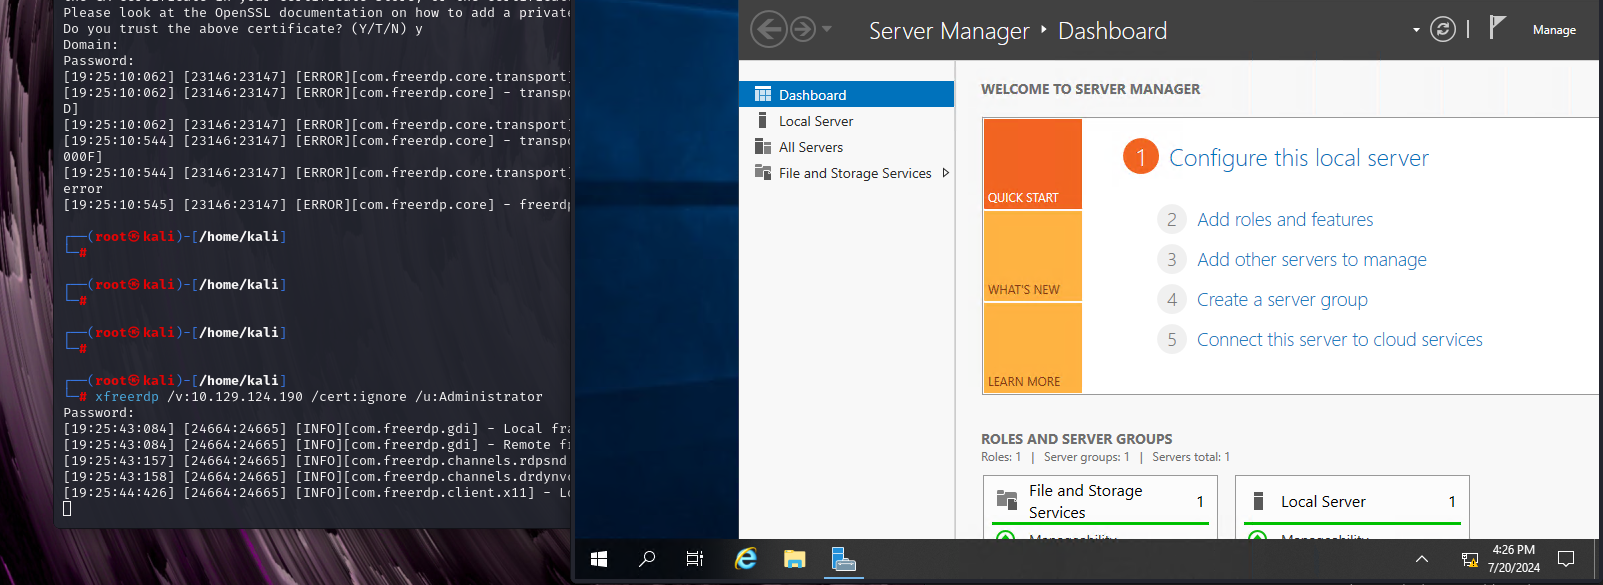 Please look at the OpenSSL documentation on how to add a private
Do you trust the above certificate? (Y/T/N) y
Domain:
Password:
[19:25:10:062] [23146:23147] [ERROR][com.freerdp.core.transport]
[19:25:10:062] [23146:23147] [ERROR][com.freerdp.core] - transpo
D]
[19:25:10:062] [23146:23147] [ERROR][com.freerdp.core.transport]
[19:25:10:544] [23146:23147] [ERROR][com.freerdp.core] - transpo
000F]
[19:25:10:544] [23146:23147] [ERROR][com.freerdp.core.transport]
error
[19:25:10:545] [23146:23147] [ERROR][com.freerdp.core] - freerdp
┌──(root㉿kali)-[/home/kali]
└─#
┌──(root㉿kali)-[/home/kali]
└─#
┌──(root㉿kali)-[/home/kali]
└─#
┌──(root㉿kali)-[/home/kali]
└─# xfreerdp /v:10.129.124.190 /cert:ignore /u:Administrator
Password:
[19:25:43:084] [24664:24665] [INFO][com.freerdp.gdi] - Local fra
[19:25:43:084] [24664:24665] [INFO][com.freerdp.gdi] - Remote fr
[19:25:43:157] [24664:24665] [INFO][com.freerdp.channels.rdpsnd
[19:25:43:158] [24664:24665] [INFO][com.freerdp.channels.drdynvc
[19:25:44:426] [24664:24665] [INFO][com.freerdp.client.x11] - Lo
Server Manager ‣ Dashboard
Manage
Dashboard
Local Server
All Servers
File and Storage Services
WELCOME TO SERVER MANAGER
QUICK START
WHAT'S NEW
LEARN MORE
1 Configure this local server
2 Add roles and features
3 Add other servers to manage
4 Create a server group
5 Connect this server to cloud services
ROLES AND SERVER GROUPS
Roles: 1 | Server groups: 1 | Servers total: 1
File and Storage Services 1
Manageability
Local Server 1
Manageability
4:26 PM
7/20/2024